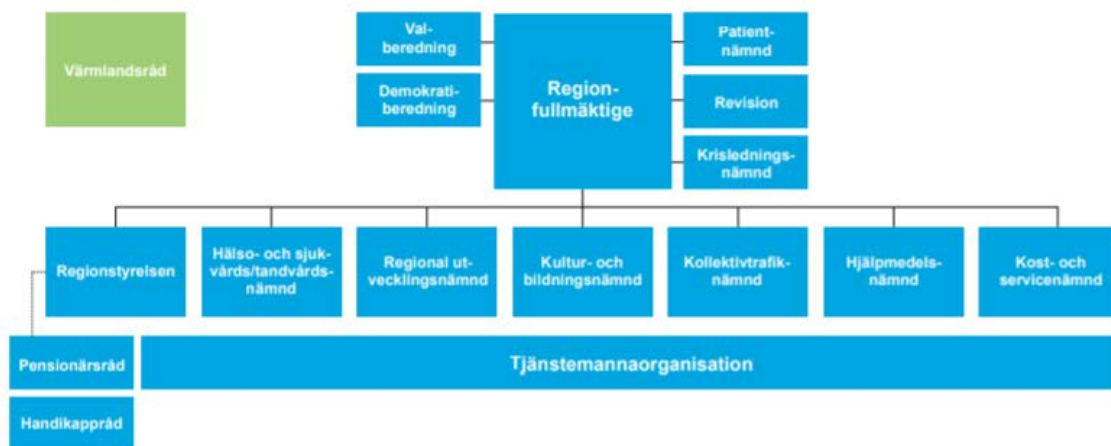 Värmlandsråd
Val-
beredning
Demokrati-
beredning
Region-
fullmäktige
Patient-
nämnd
Revision
Krislednings-
nämnd
Regionstyrelsen
Hälso- och sjuk-
vårds/tandvårds-
nämnd
Regional ut-
vecklingsnämnd
Kultur- och
bildningsnämnd
Kollektivtrafik-
nämnd
Hjälpmedels-
nämnd
Kost- och
servicenämnd
Pensionärsråd
Tjänstemannaorganisation
Handikappråd